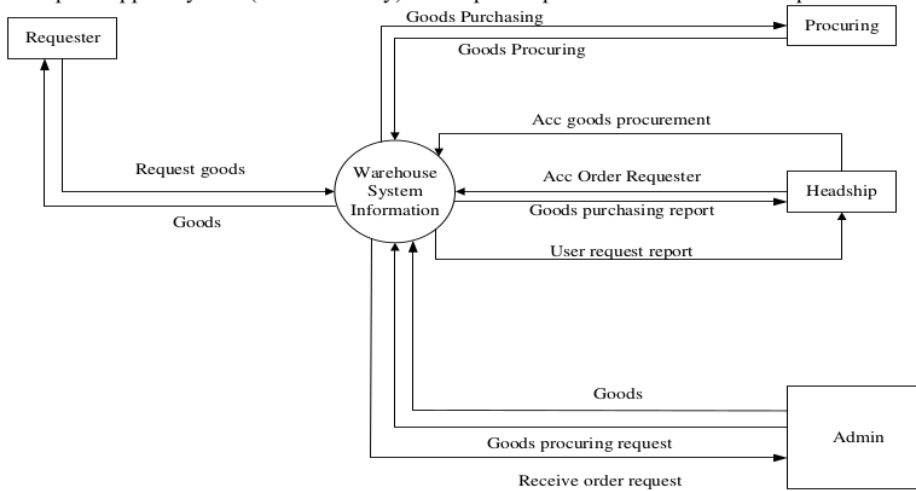 Goods Purchasing
Requester
Procuring
Goods Procuring
Acc goods procurement
Request goods
Warehouse
System
Information
Acc Order Requester
Headship
Goods purchasing report
Goods
User request report
Goods
Admin
Goods procuring request
Receive order request